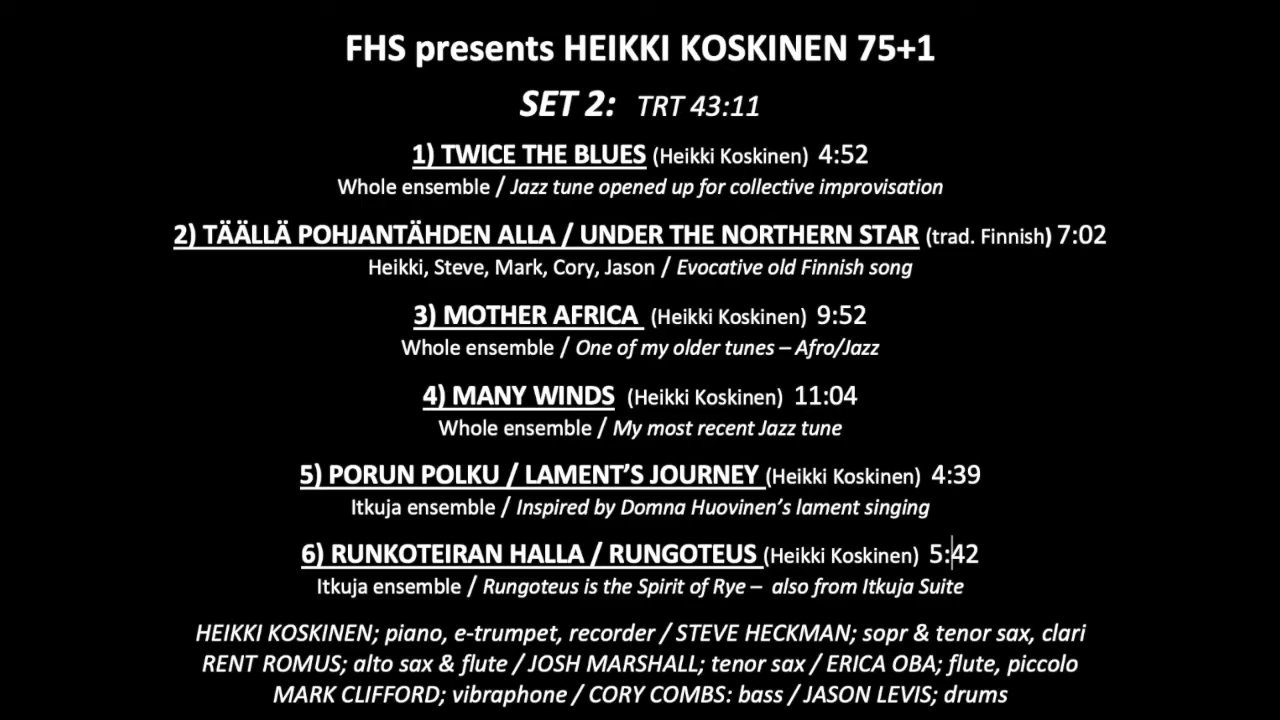 FHS presents HEIKKI KOSKINEN 75+1
SET 2: TRT 43:11
1) TWICE THE BLUES (Heikki Koskinen) 4:52
Whole ensemble / Jazz tune opened up for collective improvisation
2) TÄÄLLÄ POHJANTÄHDEN ALLA / UNDER THE NORTHERN STAR (trad. Finnish) 7:02
Heikki, Steve, Mark, Cory, Jason / Evocative old Finnish song
3) MOTHER AFRICA (Heikki Koskinen) 9:52
Whole ensemble / One of my older tunes – Afro/Jazz
4) MANY WINDS (Heikki Koskinen) 11:04
Whole ensemble / My most recent Jazz tune
5) PORUN POLKU / LAMENT’S JOURNEY (Heikki Koskinen) 4:39
Itkuja ensemble / Inspired by Domna Huovinen’s lament singing
6) RUNKOTEIRAN HALLA / RUNGOTEUS (Heikki Koskinen) 5:42
Itkuja ensemble / Rungoteus is the Spirit of Rye – also from Itkuja Suite
HEIKKI KOSKINEN; piano, e-trumpet, recorder / STEVE HECKMAN; sopr & tenor sax, clari
RENT ROMUS; alto sax & flute / JOSH MARSHALL; tenor sax / ERICA OBA; flute, piccolo
MARK CLIFFORD; vibraphone / CORY COMBS: bass / JASON LEVIS; drums